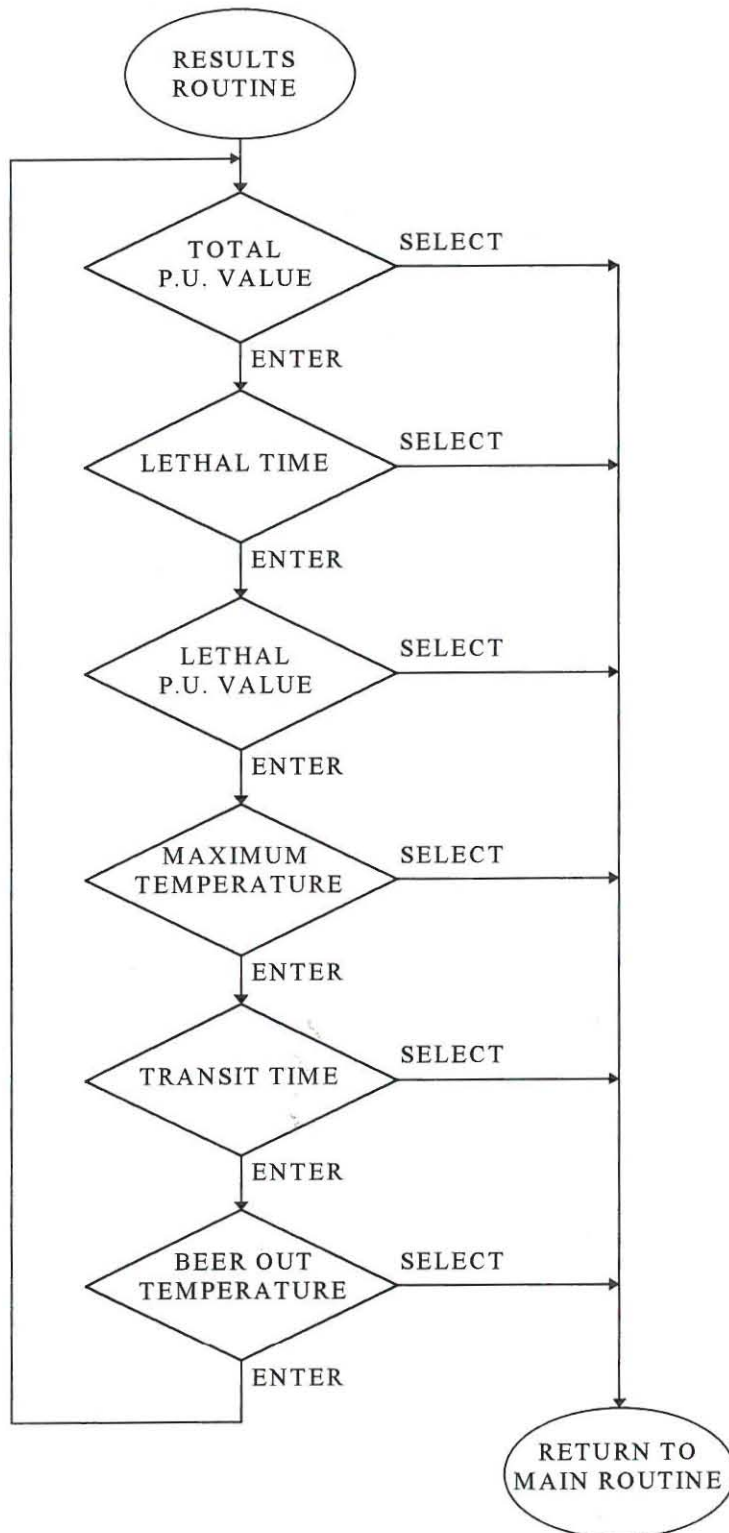 RESULTS
ROUTINE
TOTAL
P.U. VALUE
SELECT
ENTER
LETHAL TIME
SELECT
ENTER
LETHAL
P.U. VALUE
SELECT
ENTER
MAXIMUM
TEMPERATURE
SELECT
ENTER
TRANSIT TIME
SELECT
ENTER
BEER OUT
TEMPERATURE
SELECT
ENTER
RETURN TO
MAIN ROUTINE